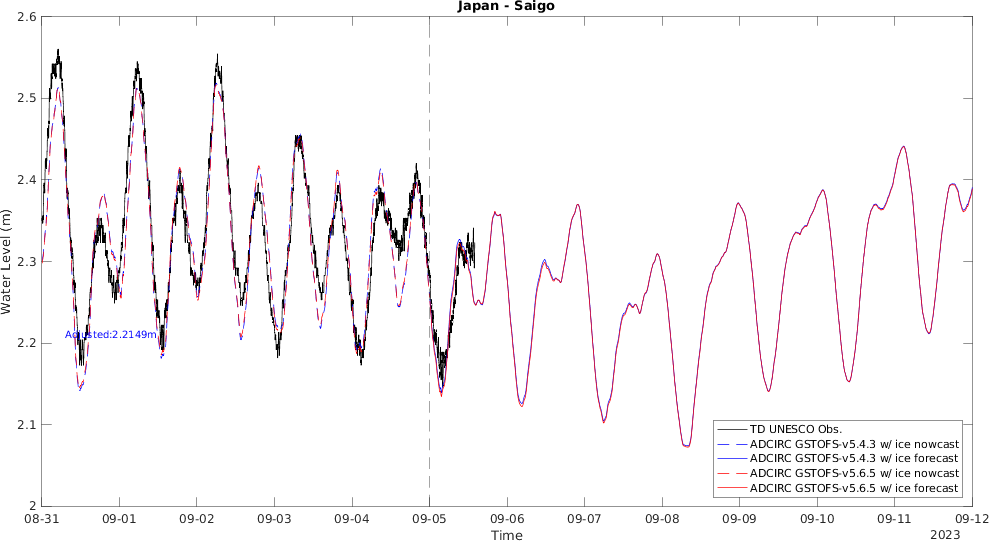 Japan - Saigo
2.6
2.5
2.4
2.3
2.2
2.1
2
Water Level (m)
Adjusted:2.2149m
TD UNESCO Obs.
ADCIRC GSTOFS-v5.4.3 w/ ice nowcast
ADCIRC GSTOFS-v5.4.3 w/ ice forecast
ADCIRC GSTOFS-v5.6.5 w/ ice nowcast
ADCIRC GSTOFS-v5.6.5 w/ ice forecast
08-31 09-01 09-02 09-03 09-04 09-05 09-06 09-07 09-08 09-09 09-10 09-11 09-12
Time
2023